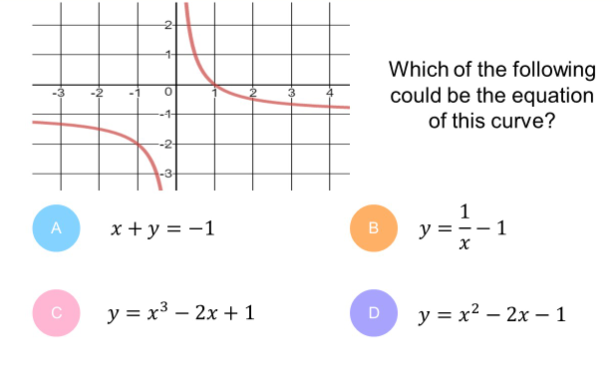 2
1
-3 -2 -1 0 1 2 3 4
-1
-2
-3
Which of the following
could be the equation
of this curve?
A x + y = −1
B y = 1/x − 1
C y = x³ − 2x + 1
D y = x² − 2x − 1